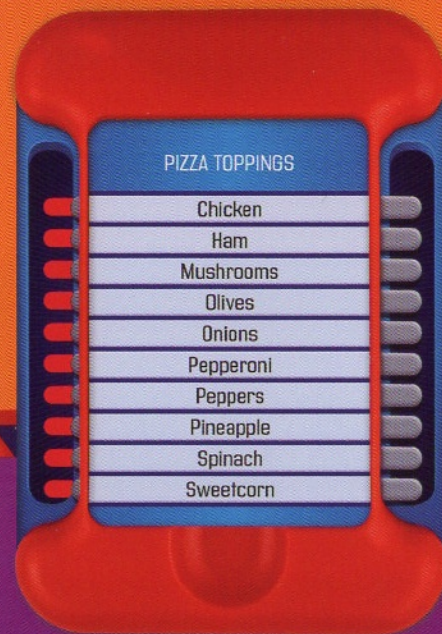 PIZZA TOPPINGS
Chicken
Ham
Mushrooms
Olives
Onions
Pepperoni
Peppers
Pineapple
Spinach
Sweetcorn